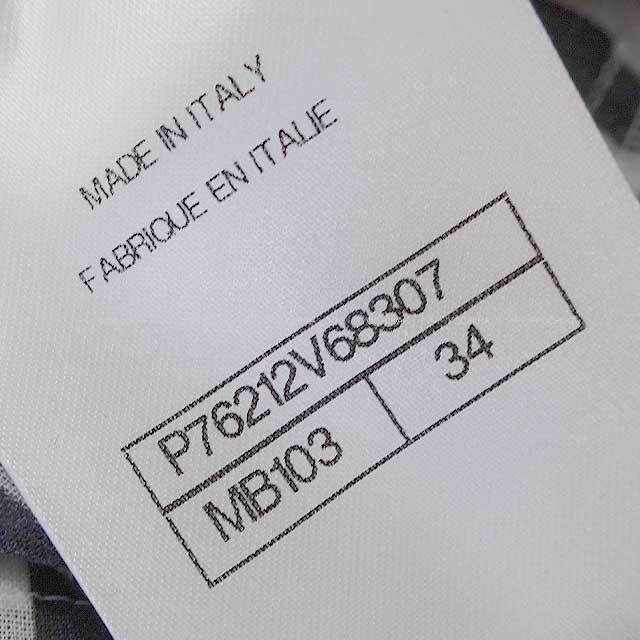 MADE IN ITALY
FABRIQUE EN ITALIE
P76212V68307
MB103 34